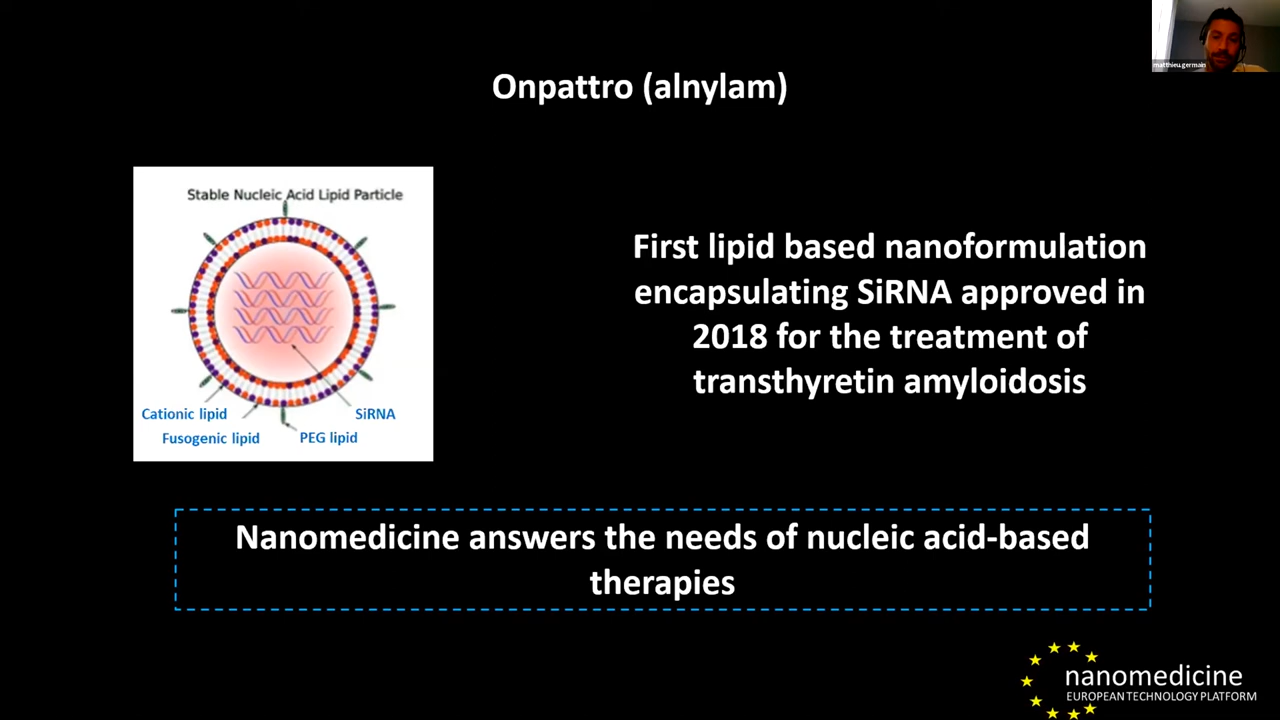 matthieu.germain
Onpattro (alnylam)
Stable Nucleic Acid Lipid Particle
Cationic lipid
SiRNA
Fusogenic lipid
PEG lipid
First lipid based nanoformulation
encapsulating SiRNA approved in
2018 for the treatment of
transthyretin amyloidosis
Nanomedicine answers the needs of nucleic acid-based
therapies
nanomedicine
EUROPEAN TECHNOLOGY PLATFORM